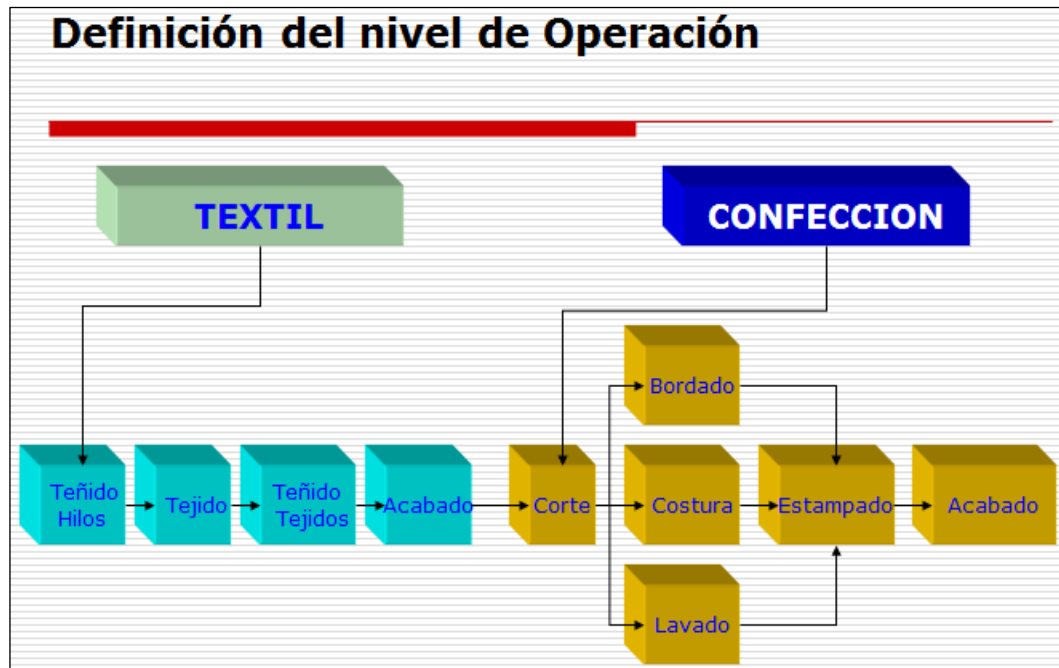 Definición del nivel de Operación
TEXTIL
CONFECCION
Bordado
Teñido
Hilos
Tejido
Teñido
Tejidos
Acabado
Corte
Costura
Estampado
Acabado
Lavado